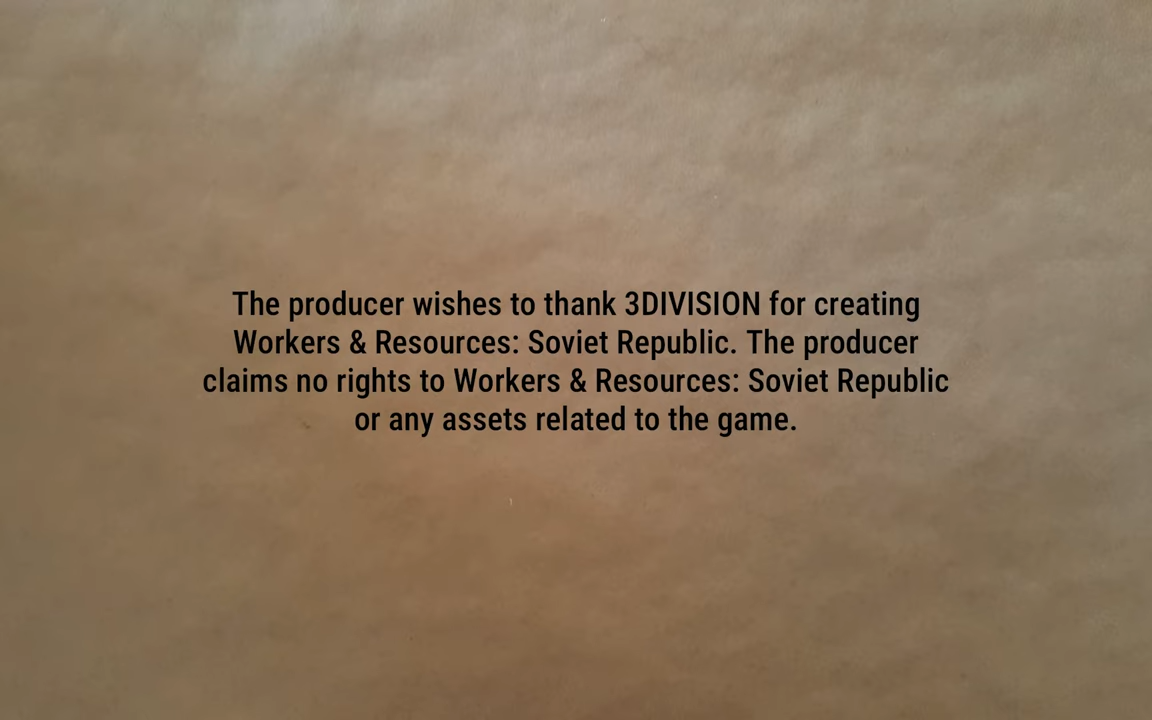 The producer wishes to thank 3DIVISION for creating
Workers & Resources: Soviet Republic. The producer
claims no rights to Workers & Resources: Soviet Republic
or any assets related to the game.